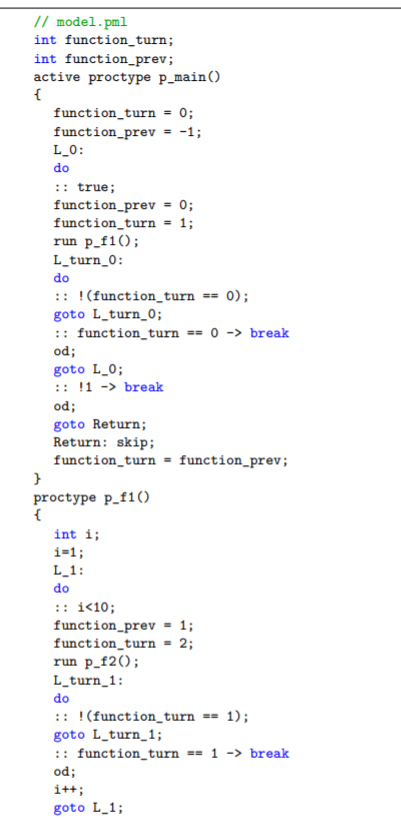 // model.pml
int function_turn;
int function_prev;
active proctype p_main()
{
function_turn = 0;
function_prev = -1;
L_0:
do
:: true;
function_prev = 0;
function_turn = 1;
run p_f1();
L_turn_0:
do
:: !(function_turn == 0);
goto L_turn_0;
:: function_turn == 0 -> break
od;
goto L_0;
:: !1 -> break
od;
goto Return;
Return: skip;
function_turn = function_prev;
}
proctype p_f1()
{
int i;
i=1;
L_1:
do
:: i<10;
function_prev = 1;
function_turn = 2;
run p_f2();
L_turn_1:
do
:: !(function_turn == 1);
goto L_turn_1;
:: function_turn == 1 -> break
od;
i++;
goto L_1;